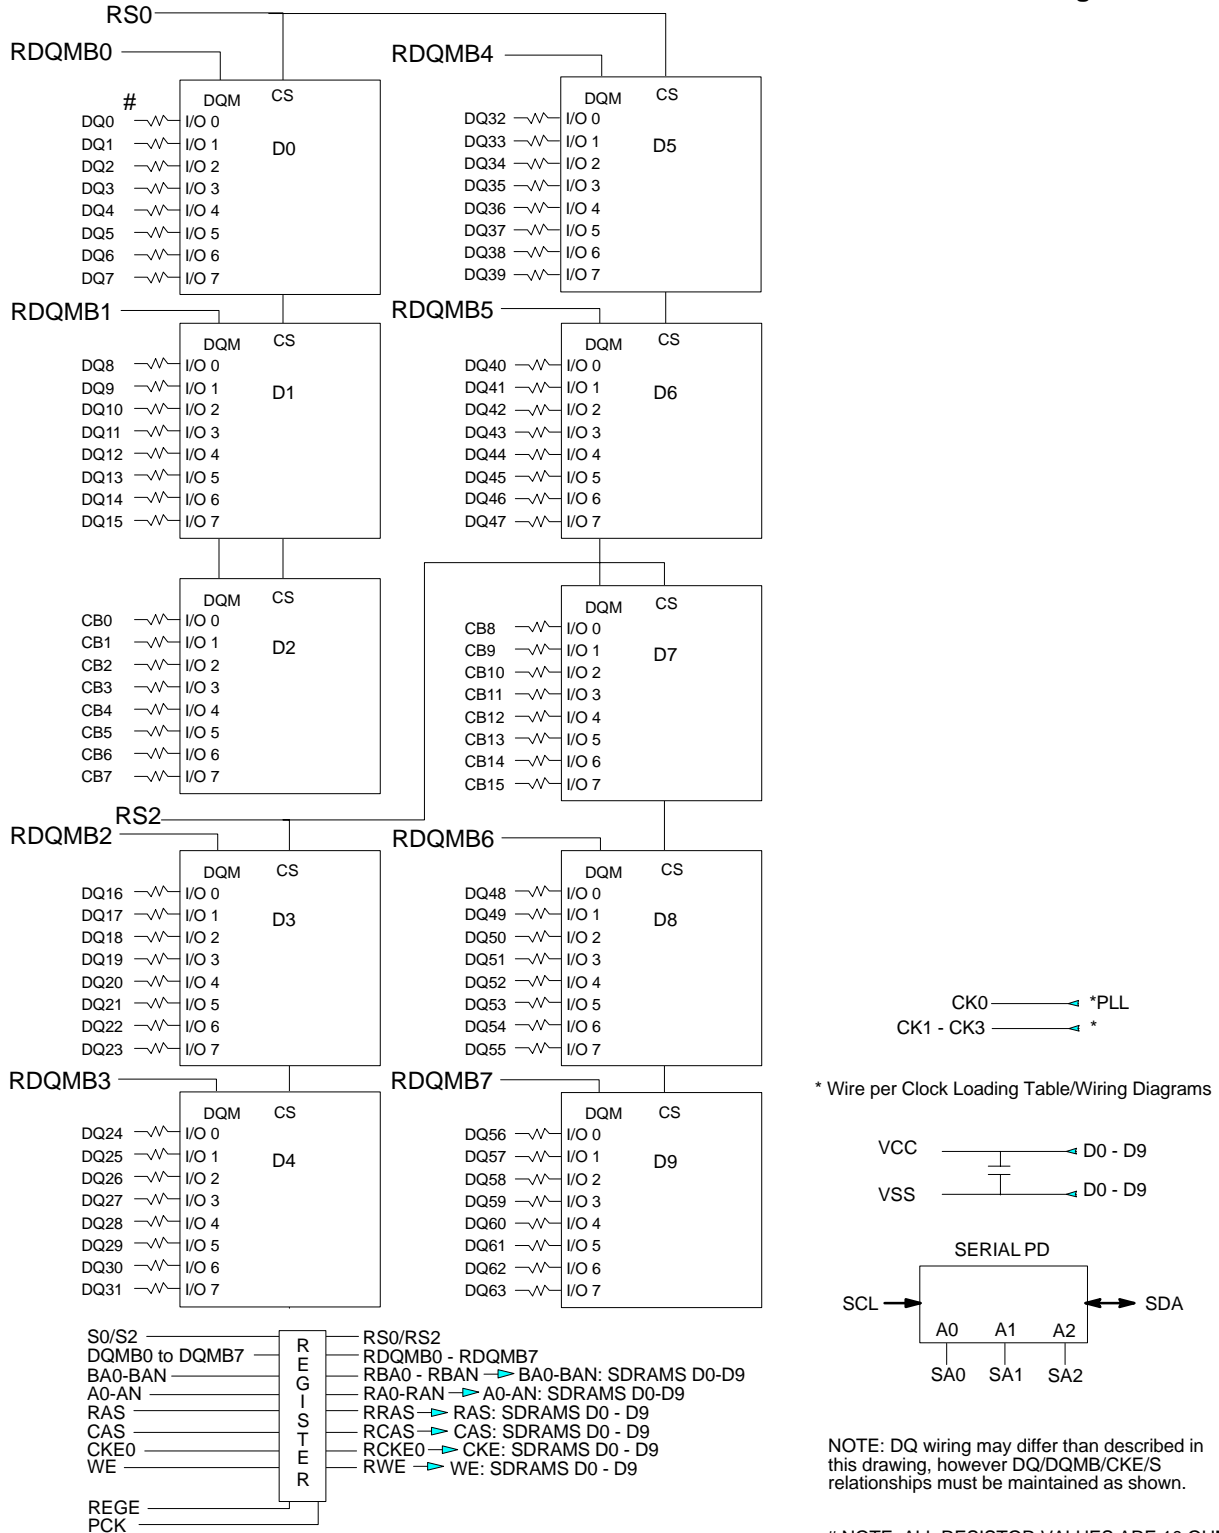 RS0
RDQMB0
#
DQM CS
D0
DQ0 I/O 0
DQ1 I/O 1
DQ2 I/O 2
DQ3 I/O 3
DQ4 I/O 4
DQ5 I/O 5
DQ6 I/O 6
DQ7 I/O 7
RDQMB1
DQM CS
D1
DQ8 I/O 0
DQ9 I/O 1
DQ10 I/O 2
DQ11 I/O 3
DQ12 I/O 4
DQ13 I/O 5
DQ14 I/O 6
DQ15 I/O 7
DQM CS
D2
CB0 I/O 0
CB1 I/O 1
CB2 I/O 2
CB3 I/O 3
CB4 I/O 4
CB5 I/O 5
CB6 I/O 6
CB7 I/O 7
RS2
RDQMB2
DQM CS
D3
DQ16 I/O 0
DQ17 I/O 1
DQ18 I/O 2
DQ19 I/O 3
DQ20 I/O 4
DQ21 I/O 5
DQ22 I/O 6
DQ23 I/O 7
RDQMB3
DQM CS
D4
DQ24 I/O 0
DQ25 I/O 1
DQ26 I/O 2
DQ27 I/O 3
DQ28 I/O 4
DQ29 I/O 5
DQ30 I/O 6
DQ31 I/O 7
RDQMB4
DQM CS
D5
DQ32 I/O 0
DQ33 I/O 1
DQ34 I/O 2
DQ35 I/O 3
DQ36 I/O 4
DQ37 I/O 5
DQ38 I/O 6
DQ39 I/O 7
RDQMB5
DQM CS
D6
DQ40 I/O 0
DQ41 I/O 1
DQ42 I/O 2
DQ43 I/O 3
DQ44 I/O 4
DQ45 I/O 5
DQ46 I/O 6
DQ47 I/O 7
DQM CS
D7
CB8 I/O 0
CB9 I/O 1
CB10 I/O 2
CB11 I/O 3
CB12 I/O 4
CB13 I/O 5
CB14 I/O 6
CB15 I/O 7
RDQMB6
DQM CS
D8
DQ48 I/O 0
DQ49 I/O 1
DQ50 I/O 2
DQ51 I/O 3
DQ52 I/O 4
DQ53 I/O 5
DQ54 I/O 6
DQ55 I/O 7
RDQMB7
DQM CS
D9
DQ56 I/O 0
DQ57 I/O 1
DQ58 I/O 2
DQ59 I/O 3
DQ60 I/O 4
DQ61 I/O 5
DQ62 I/O 6
DQ63 I/O 7
REGISTER
S0/S2 RS0/RS2
DQMB0 to DQMB7 RDQMB0 - RDQMB7
BA0-BAN RBA0 - RBAN BA0-BAN: SDRAMS D0-D9
A0-AN RA0-RAN A0-AN: SDRAMS D0-D9
RAS RRAS RAS: SDRAMS D0 - D9
CAS RCAS CAS: SDRAMS D0 - D9
CKE0 RCKE0 CKE: SDRAMS D0 - D9
WE RWE WE: SDRAMS D0 - D9
REGE
PCK
CK0 *PLL
CK1 - CK3 *
* Wire per Clock Loading Table/Wiring Diagrams
VCC D0 - D9
VSS D0 - D9
SERIAL PD
SCL SDA
A0 A1 A2
SA0 SA1 SA2
NOTE: DQ wiring may differ than described in
this drawing, however DQ/DQMB/CKE/S
relationships must be maintained as shown.